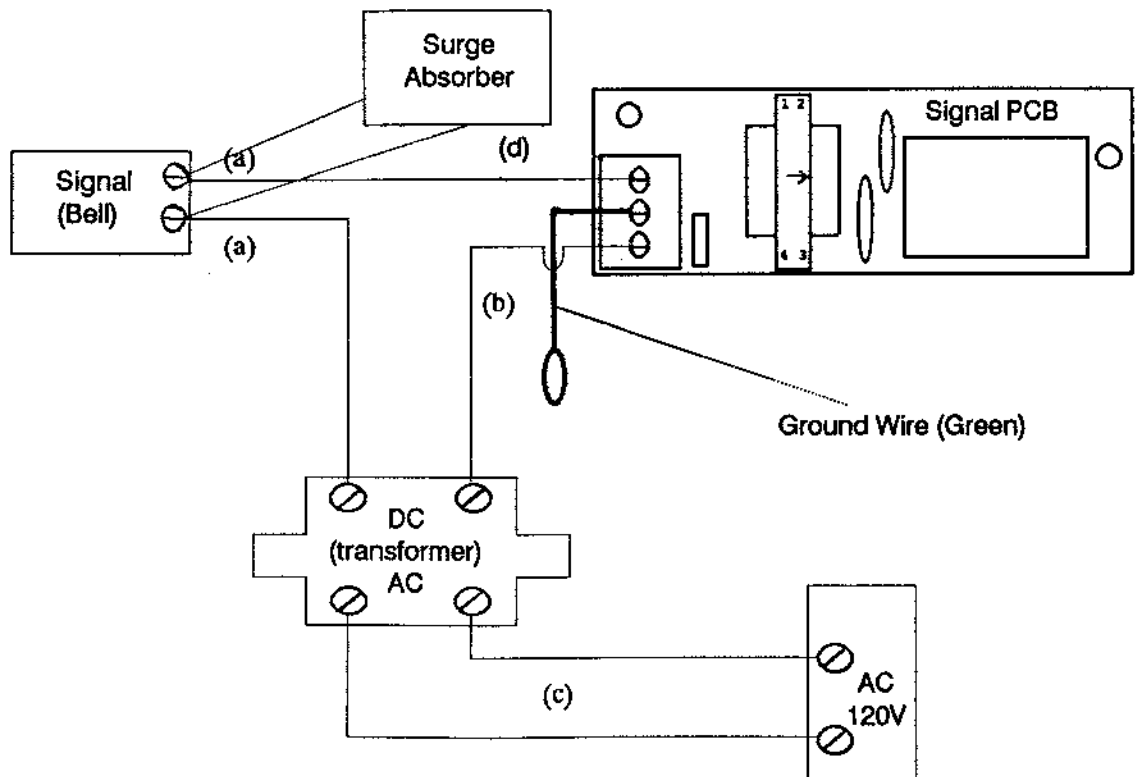 Surge
Absorber
Signal PCB
1 2
4 3
Signal
(Bell)
(a)
(d)
(a)
(b)
Ground Wire (Green)
DC
(transformer)
AC
(c)
AC
120V